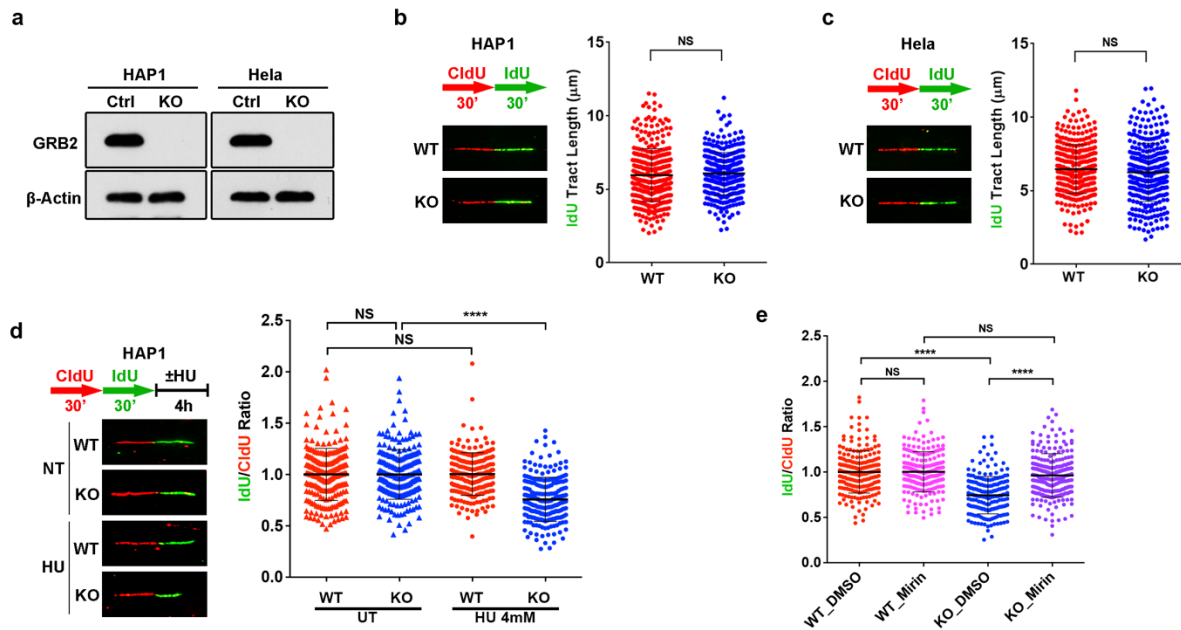 a
HAP1 Hela
Ctrl KO Ctrl KO
GRB2
β-Actin
b
HAP1
CldU IdU
30’ 30’
WT
KO
IdU Tract Length (μm)
15
10
5
0
NS
WT KO
c
Hela
CldU IdU
30’ 30’
WT
KO
IdU Tract Length (μm)
15
10
5
0
NS
WT KO
d
HAP1
CldU IdU ±HU
30’ 30’ 4h
NT
WT
KO
HU
WT
KO
IdU/CldU Ratio
2.5
2.0
1.5
1.0
0.5
0.0
NS ****
NS
WT KO WT KO
UT HU 4mM
e
IdU/CldU Ratio
2.5
2.0
1.5
1.0
0.5
0.0
NS
****
NS ****
WT_DMSO WT_Mirin KO_DMSO KO_Mirin